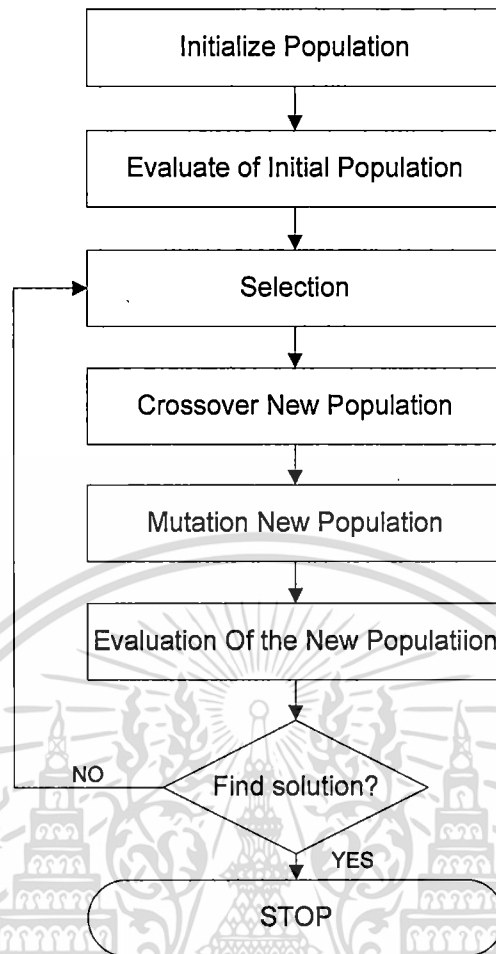 Initialize Population
Evaluate of Initial Population
Selection
Crossover New Population
Mutation New Population
Evaluation Of the New Populatiion
Find solution?
NO
YES
STOP